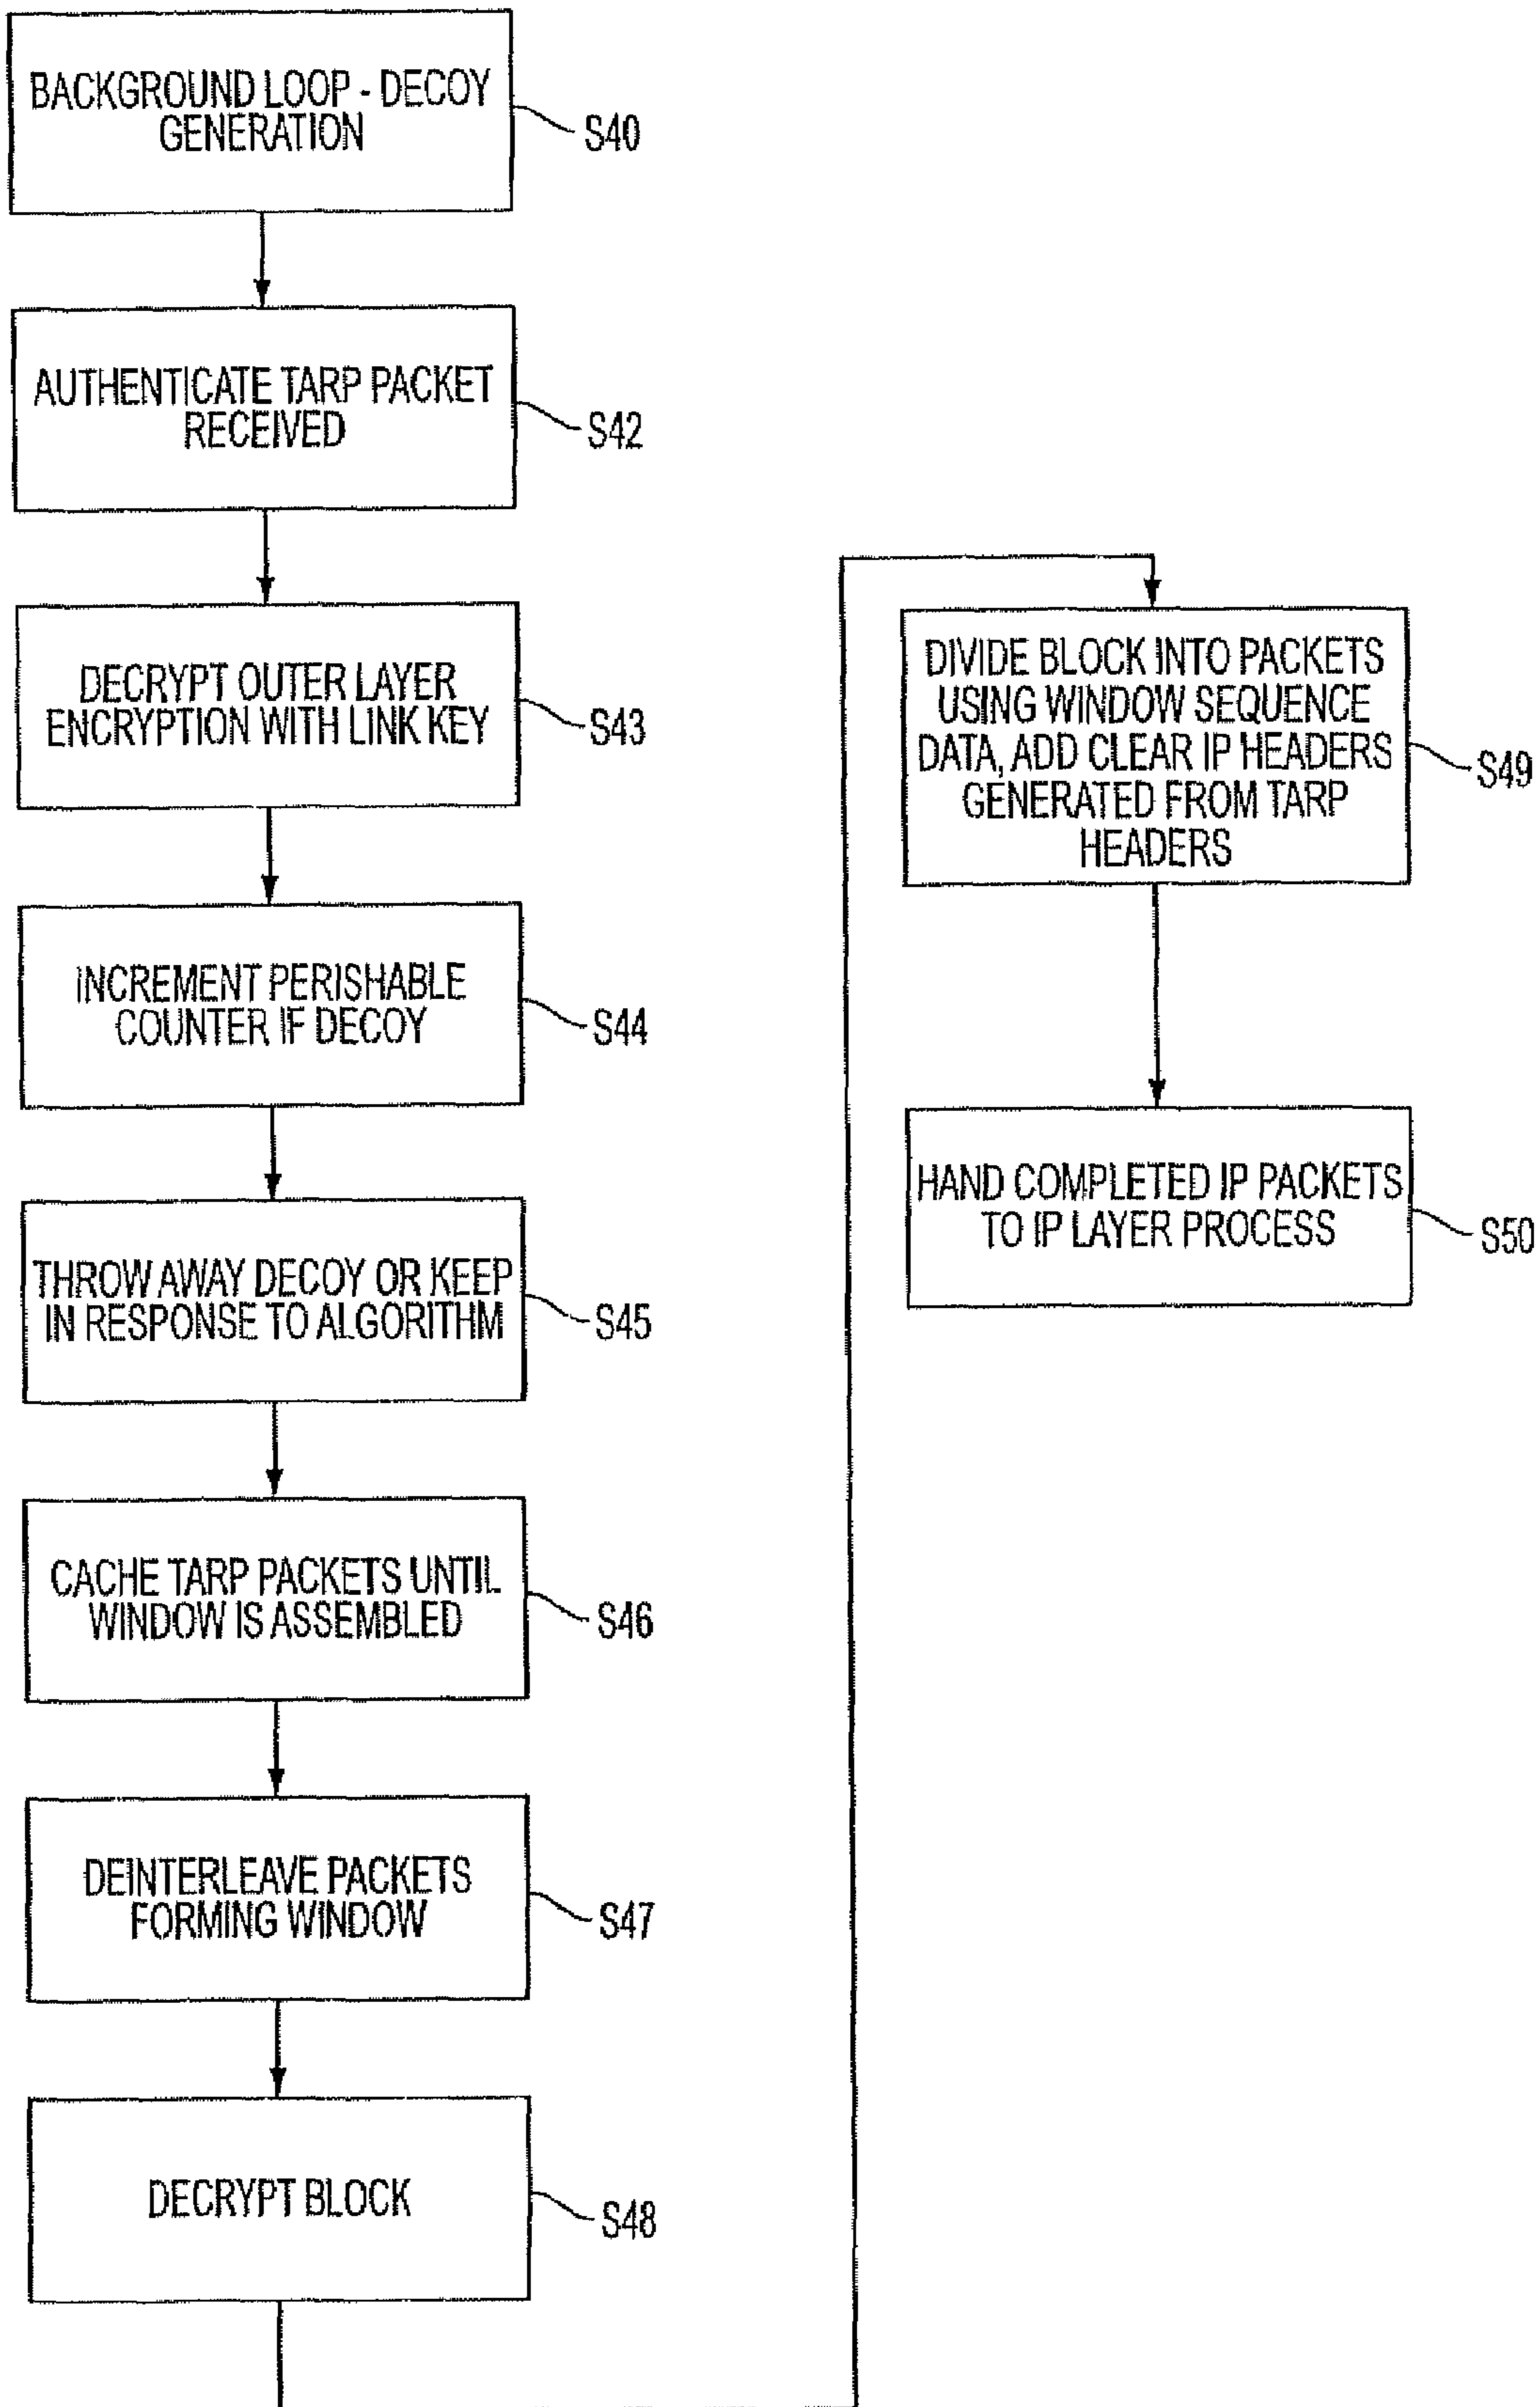 BACKGROUND LOOP - DECOY
GENERATION
S40
AUTHENTICATE TARP PACKET
RECEIVED
S42
DECRYPT OUTER LAYER
ENCRYPTION WITH LINK KEY
S43
INCREMENT PERISHABLE
COUNTER IF DECOY
S44
THROW AWAY DECOY OR KEEP
IN RESPONSE TO ALGORITHM
S45
CACHE TARP PACKETS UNTIL
WINDOW IS ASSEMBLED
S46
DEINTERLEAVE PACKETS
FORMING WINDOW
S47
DECRYPT BLOCK
S48
DIVIDE BLOCK INTO PACKETS
USING WINDOW SEQUENCE
DATA, ADD CLEAR IP HEADERS
GENERATED FROM TARP
HEADERS
S49
HAND COMPLETED IP PACKETS
TO IP LAYER PROCESS
S50